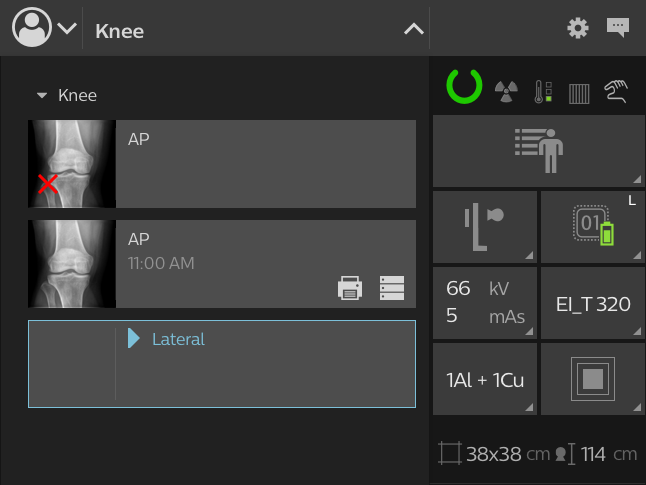 Knee
Knee
AP
AP
11:00 AM
Lateral
L
01
66 kV
5 mAs
EI_T 320
1Al + 1Cu
38x38 cm
114 cm